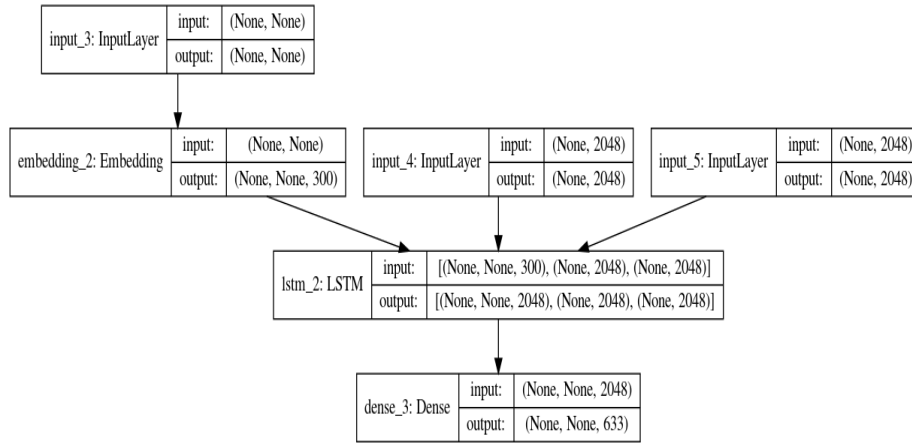 input_3: InputLayer
input: (None, None)
output: (None, None)
embedding_2: Embedding
input: (None, None)
output: (None, None, 300)
input_4: InputLayer
input: (None, 2048)
output: (None, 2048)
input_5: InputLayer
input: (None, 2048)
output: (None, 2048)
lstm_2: LSTM
input: [(None, None, 300), (None, 2048), (None, 2048)]
output: [(None, None, 2048), (None, 2048), (None, 2048)]
dense_3: Dense
input: (None, None, 2048)
output: (None, None, 633)